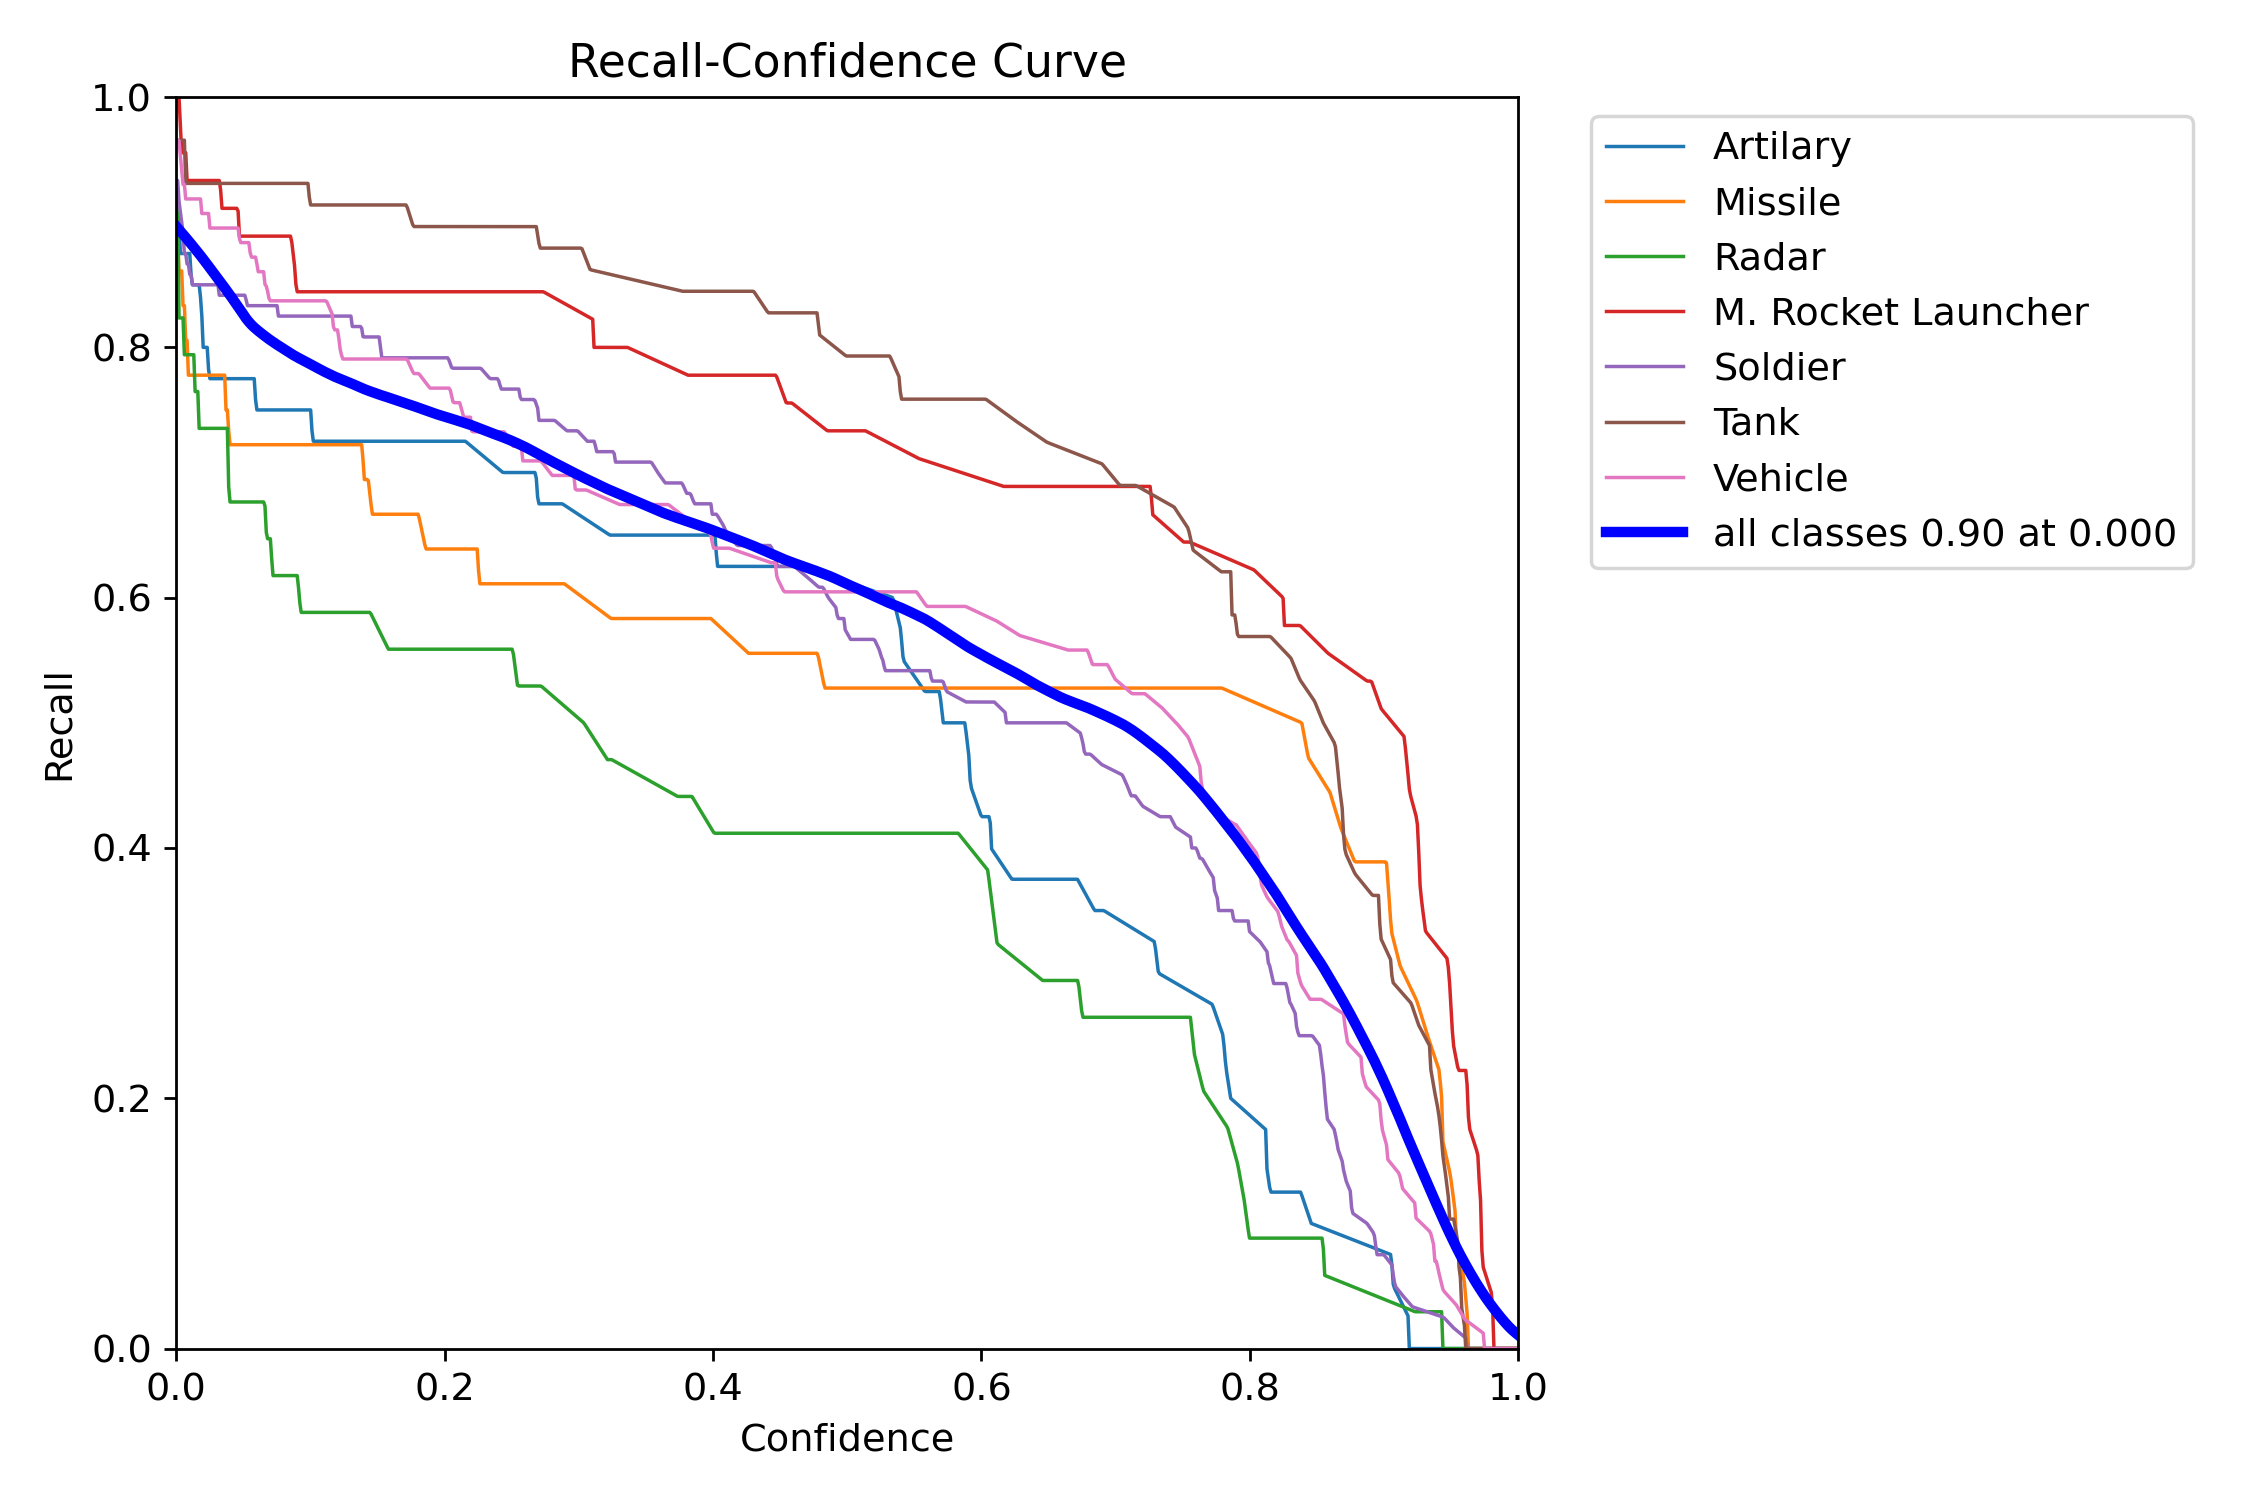 Recall-Confidence Curve
1.0
0.8
0.6
0.4
0.2
0.0
Recall
0.0 0.2 0.4 0.6 0.8 1.0
Confidence
Artilary
Missile
Radar
M. Rocket Launcher
Soldier
Tank
Vehicle
all classes 0.90 at 0.000